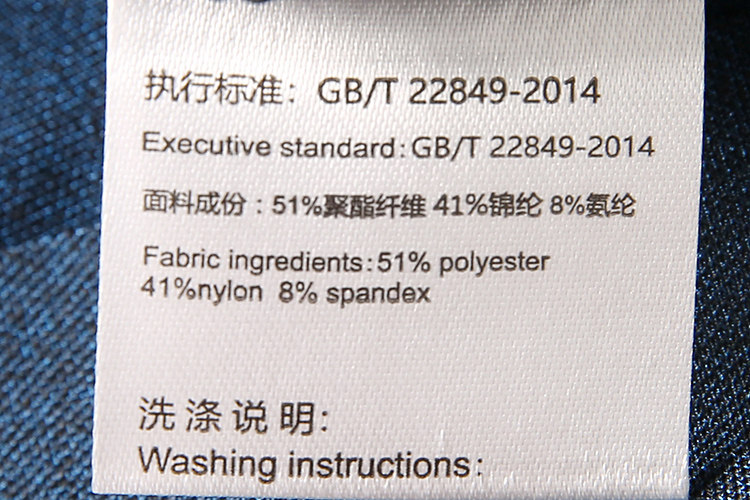 执行标准：GB/T 22849-2014
Executive standard:GB/T 22849-2014
面料成份：51%聚酯纤维 41%锦纶 8%氨纶
Fabric ingredients:51% polyester
41%nylon 8% spandex
洗涤说明:
Washing instructions: